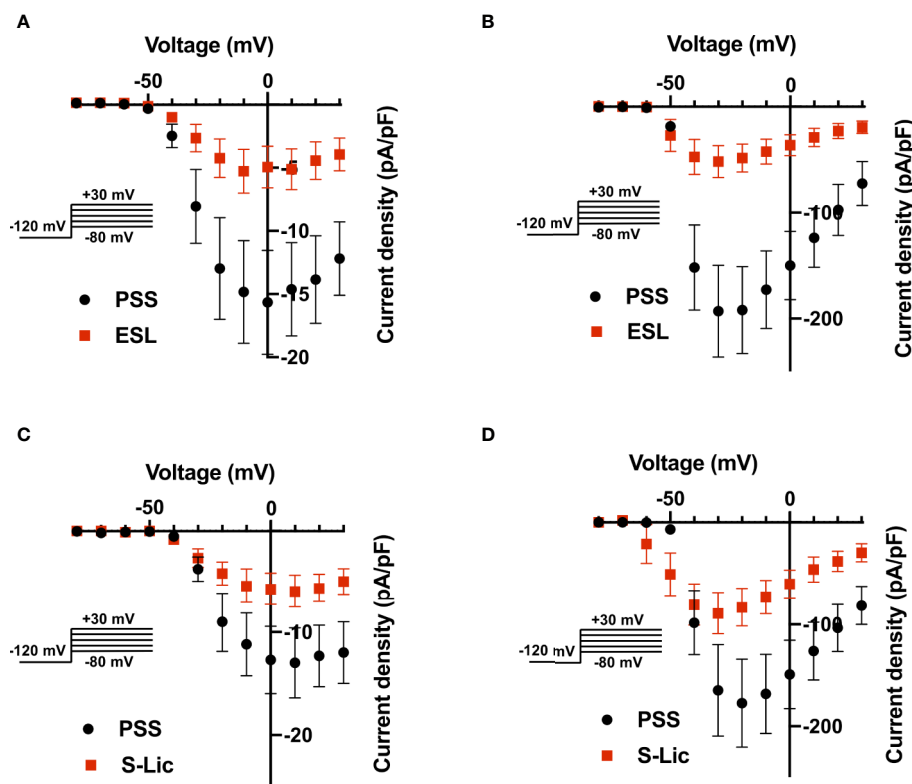 A
Voltage (mV)
-50
0
-5
-10
-15
-20
Current density (pA/pF)
+30 mV
-120 mV
-80 mV
PSS
ESL
B
Voltage (mV)
-50
0
-100
-200
Current density (pA/pF)
+30 mV
-120 mV
-80 mV
PSS
ESL
C
Voltage (mV)
-50
0
-10
-20
Current density (pA/pF)
+30 mV
-120 mV
-80 mV
PSS
S-Lic
D
Voltage (mV)
-50
0
-100
-200
Current density (pA/pF)
+30 mV
-120 mV
-80 mV
PSS
S-Lic